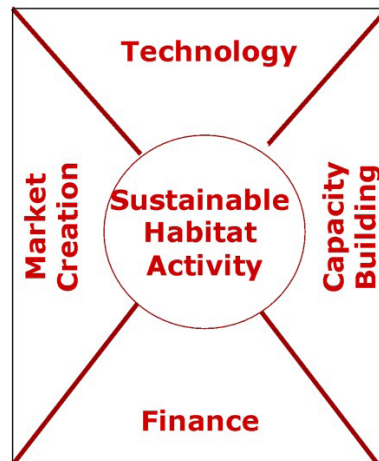 Technology
Market
Creation
Sustainable
Habitat
Activity
Capacity
Building
Finance